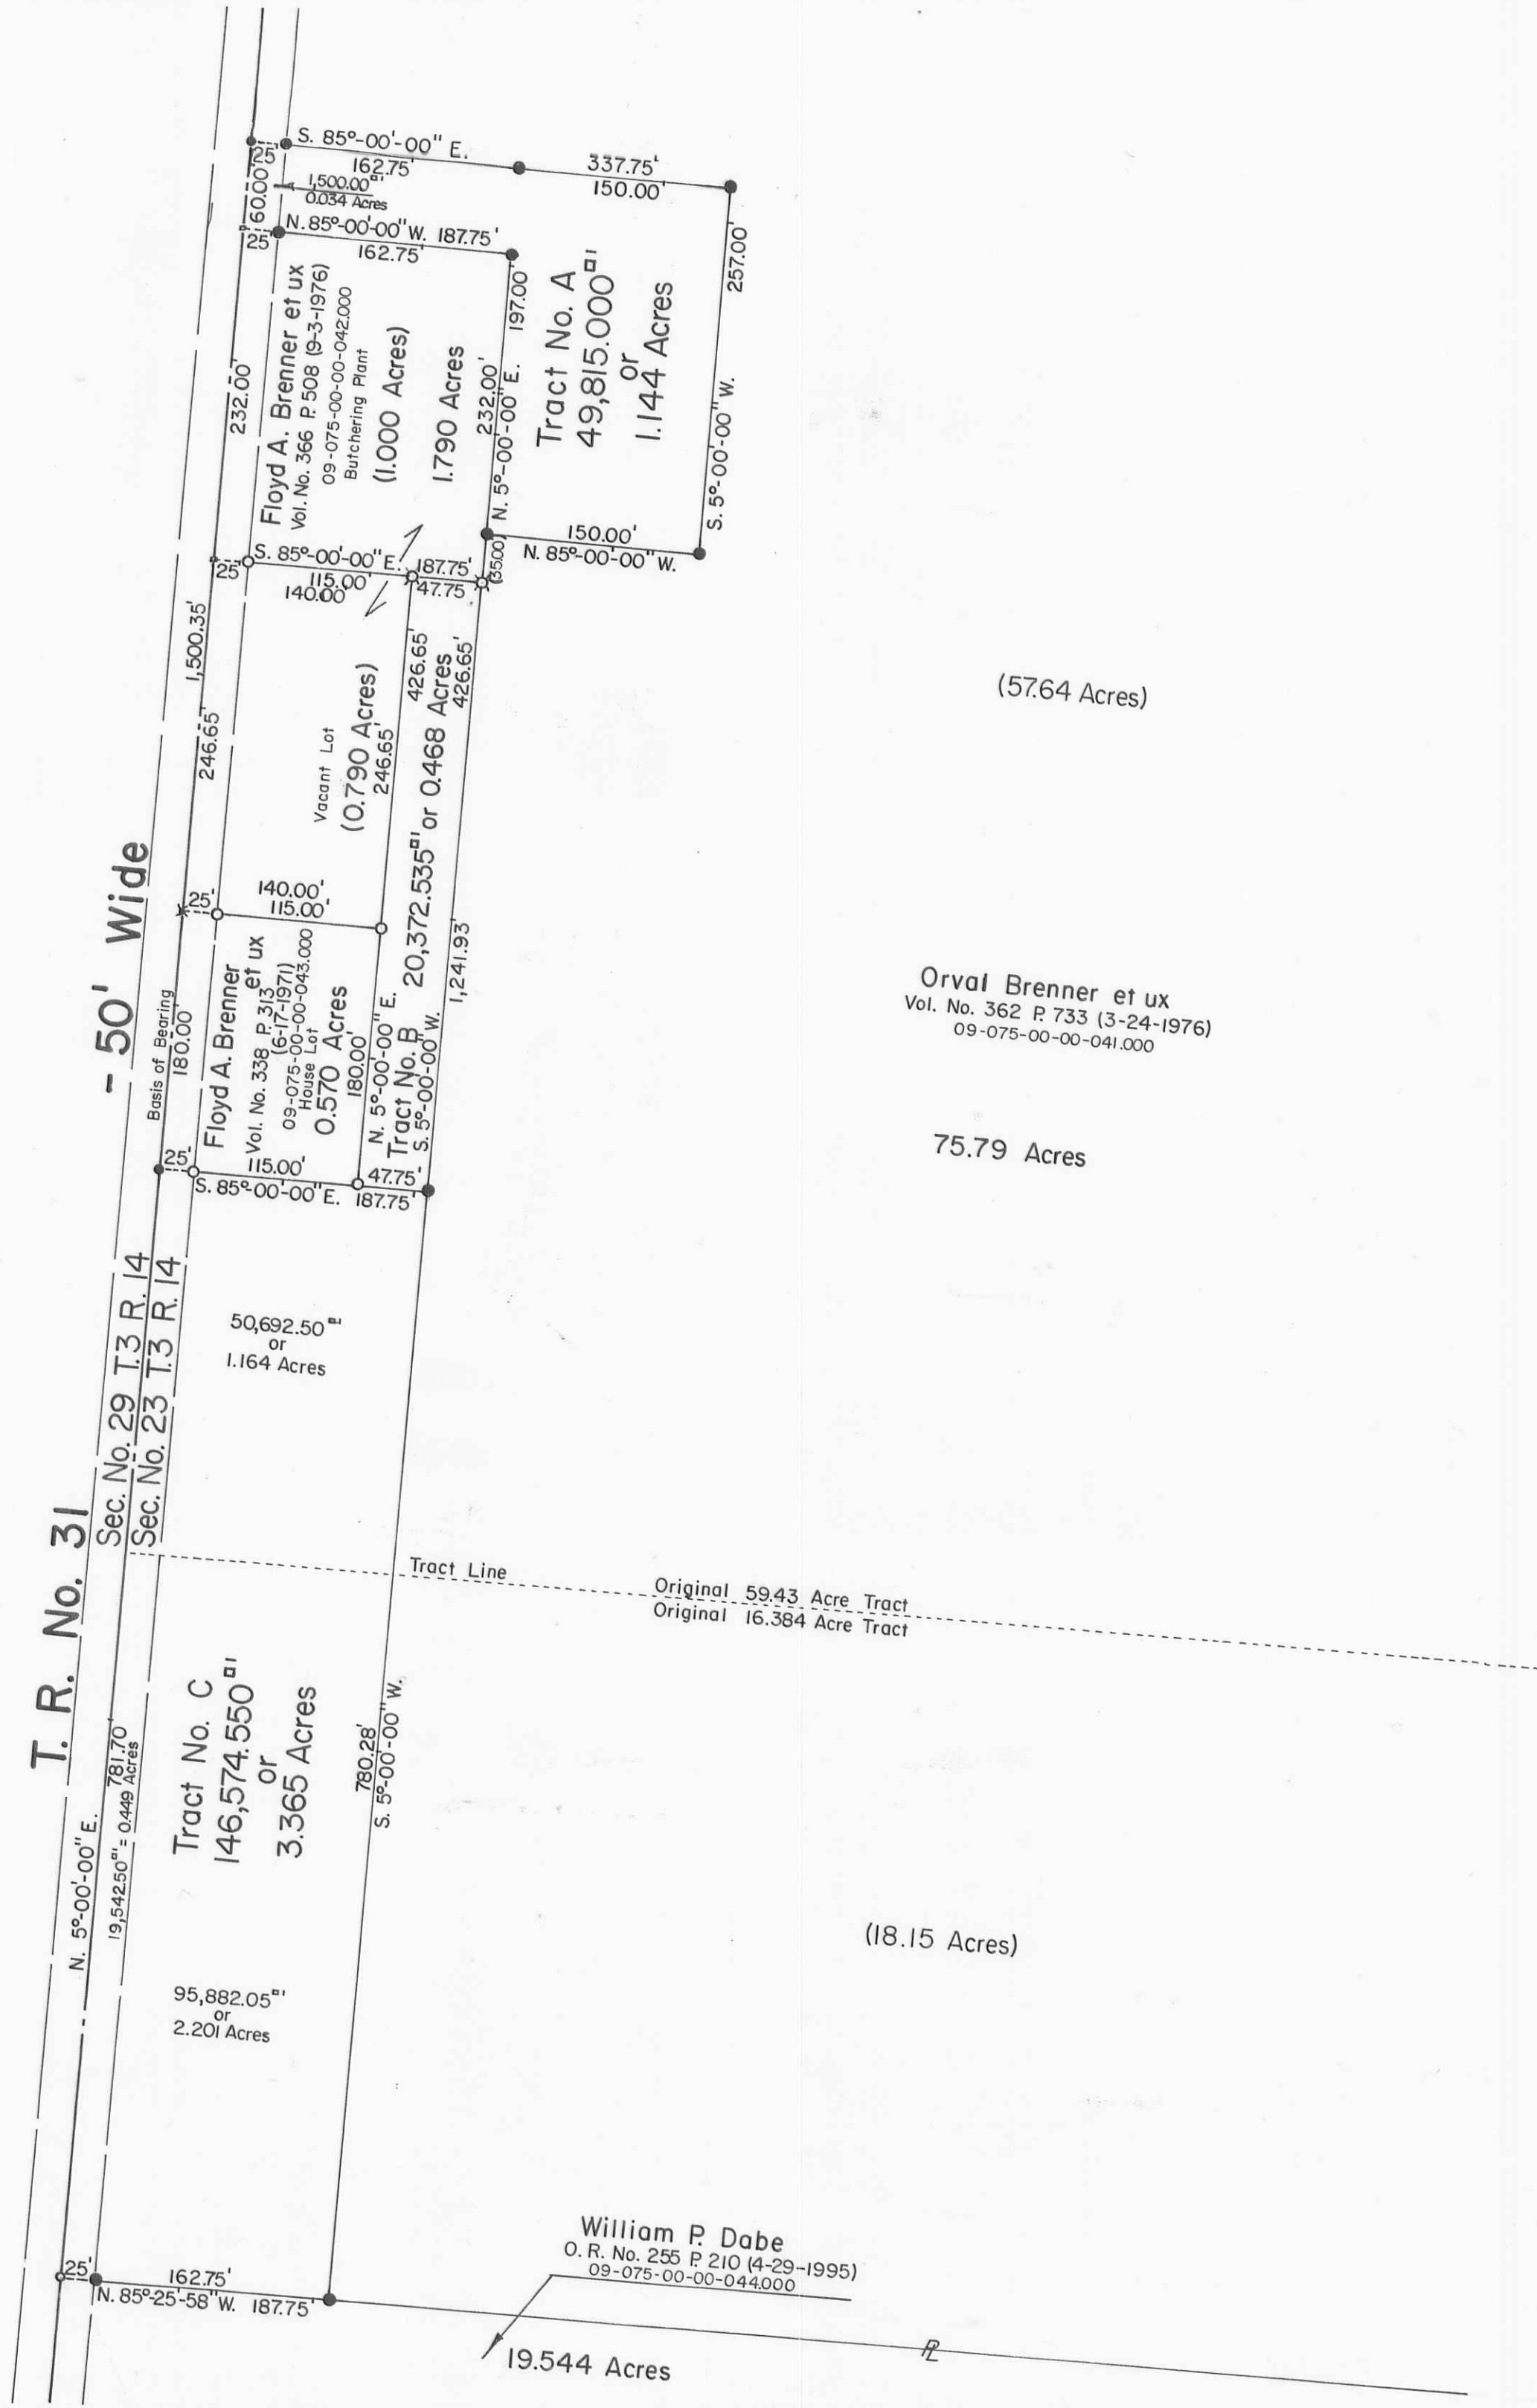 S. 85°-00'-00" E.
25'
162.75'
337.75'
150.00'
60.00'
1,500.00□'
0.034 Acres
N. 85°-00'-00" W. 187.75'
25'
162.75'
257.00'
S. 5°-00'-00" W.
Tract No. A
49,815.000□'
or
1.144 Acres
197.00'
232.00'
N. 5°-00'-00" E.
232.00'
Floyd A. Brenner et ux
Vol. No. 366 P. 508 (9-3-1976)
09-075-00-00-042.000
Butchering Plant
(1.000 Acres)
1.790 Acres
150.00'
N. 85°-00'-00" W.
(35.00')
S. 85°-00'-00" E.
187.75'
25'
115.00'
47.75'
140.00'
1,500.35'
246.65'
Vacant Lot
(0.790 Acres)
246.65'
426.65'
426.65'
Tract No. B 20,372.535□' or 0.468 Acres
1,241.93'
(57.64 Acres)
25'
140.00'
115.00'
- 50' Wide
Basis of Bearing
180.00'
Floyd A. Brenner
et ux
Vol. No. 338 P. 313
(6-17-1971)
09-075-00-00-043.000
House Lot
0.570 Acres
180.00'
N. 5°-00'-00" E.
S. 5°-00'-00" W.
Orval Brenner et ux
Vol. No. 362 P. 733 (3-24-1976)
09-075-00-00-041.000
75.79 Acres
25'
115.00'
47.75'
S. 85°-00'-00" E. 187.75'
Sec. No. 29 T.3 R. 14
Sec. No. 23 T.3 R. 14
50,692.50□'
or
1.164 Acres
T. R. No. 31
Tract Line
Original 59.43 Acre Tract
Original 16.384 Acre Tract
Tract No. C
146,574.550□'
or
3.365 Acres
780.28'
S. 5°-00'-00" W.
N. 5°-00'-00" E.
781.70'
19,542.50□' = 0.449 Acres
(18.15 Acres)
95,882.05□'
or
2.201 Acres
25'
162.75'
N. 85°-25'-58" W. 187.75'
William P. Dabe
O. R. No. 255 P. 210 (4-29-1995)
09-075-00-00-044.000
PL
19.544 Acres